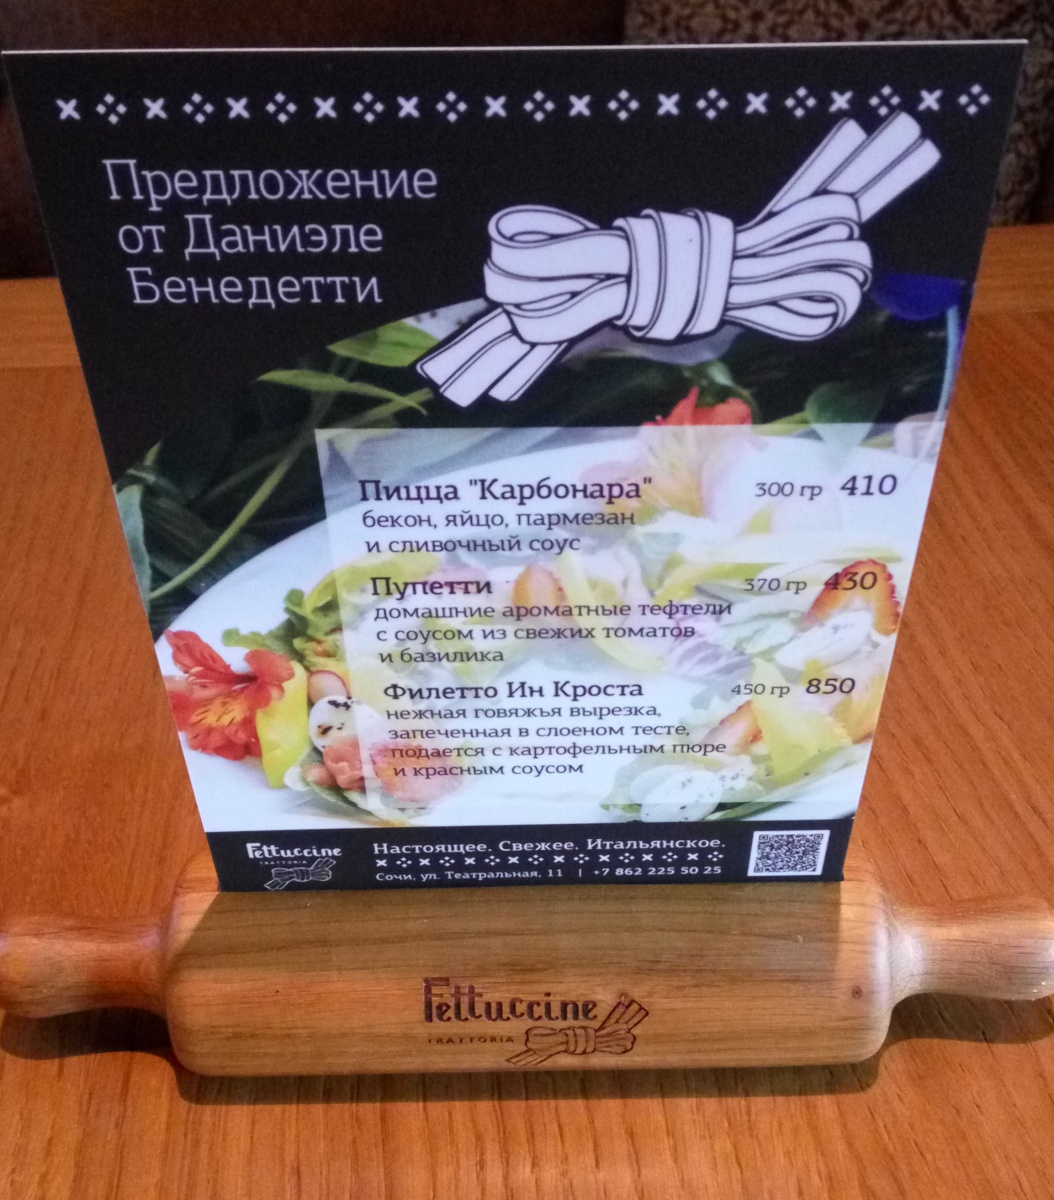 Предложение
от Даниэле
Бенедетти
Пицца "Карбонара" 300 гр 410
бекон, яйцо, пармезан
и сливочный соус
Пупетти 370 гр 430
домашние ароматные тефтели
с соусом из свежих томатов
и базилика
Филетто Ин Кроста 450 гр 850
нежная говяжья вырезка,
запеченная в слоеном тесте,
подается с картофельным пюре
и красным соусом
Fettuccine
TRATTORIA
Настоящее. Свежее. Итальянское.
Сочи, ул. Театральная, 11 | +7 862 225 50 25
Fettuccine
TRATTORIA